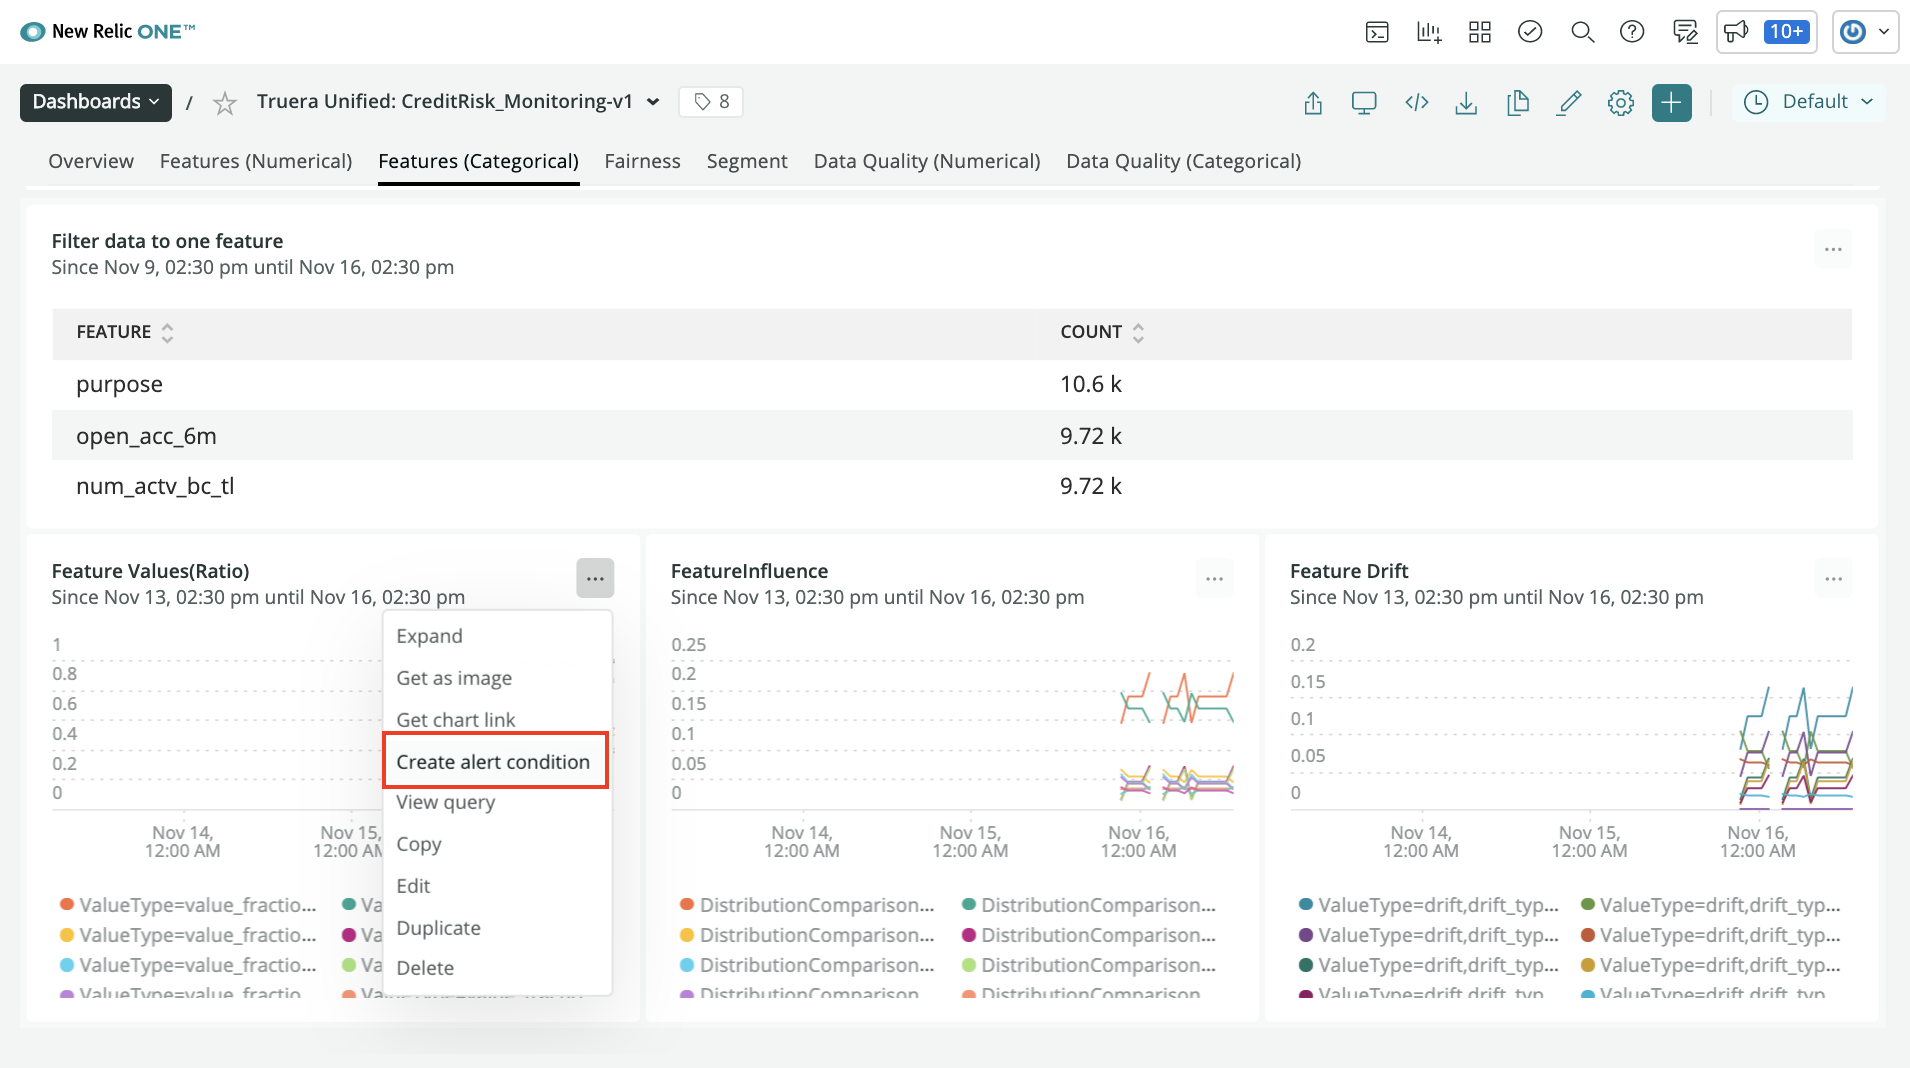 New Relic ONE™
10+
Dashboards / Truera Unified: CreditRisk_Monitoring-v1 8
Default
Overview Features (Numerical) Features (Categorical) Fairness Segment Data Quality (Numerical) Data Quality (Categorical)
Filter data to one feature
Since Nov 9, 02:30 pm until Nov 16, 02:30 pm
FEATURE COUNT
purpose 10.6 k
open_acc_6m 9.72 k
num_actv_bc_tl 9.72 k
Feature Values(Ratio)
Since Nov 13, 02:30 pm until Nov 16, 02:30 pm
1
0.8
0.6
0.4
0.2
0
Nov 14,
12:00 AM
Nov 15,
12:00 AM
ValueType=value_fractio...
ValueType=value_fractio...
ValueType=value_fractio...
ValueType=value_fractio
Va
Va
Va
Expand
Get as image
Get chart link
Create alert condition
View query
Copy
Edit
Duplicate
Delete
FeatureInfluence
Since Nov 13, 02:30 pm until Nov 16, 02:30 pm
0.25
0.2
0.15
0.1
0.05
0
Nov 14,
12:00 AM
Nov 15,
12:00 AM
Nov 16,
12:00 AM
DistributionComparison... DistributionComparison...
DistributionComparison... DistributionComparison...
DistributionComparison... DistributionComparison...
DistributionComparison DistributionComparison
Feature Drift
Since Nov 13, 02:30 pm until Nov 16, 02:30 pm
0.2
0.15
0.1
0.05
0
Nov 14,
12:00 AM
Nov 15,
12:00 AM
Nov 16,
12:00 AM
ValueType=drift,drift_typ... ValueType=drift,drift_typ...
ValueType=drift,drift_typ... ValueType=drift,drift_typ...
ValueType=drift,drift_typ... ValueType=drift,drift_typ...
ValueType=drift,drift_typ ValueType=drift,drift_typ